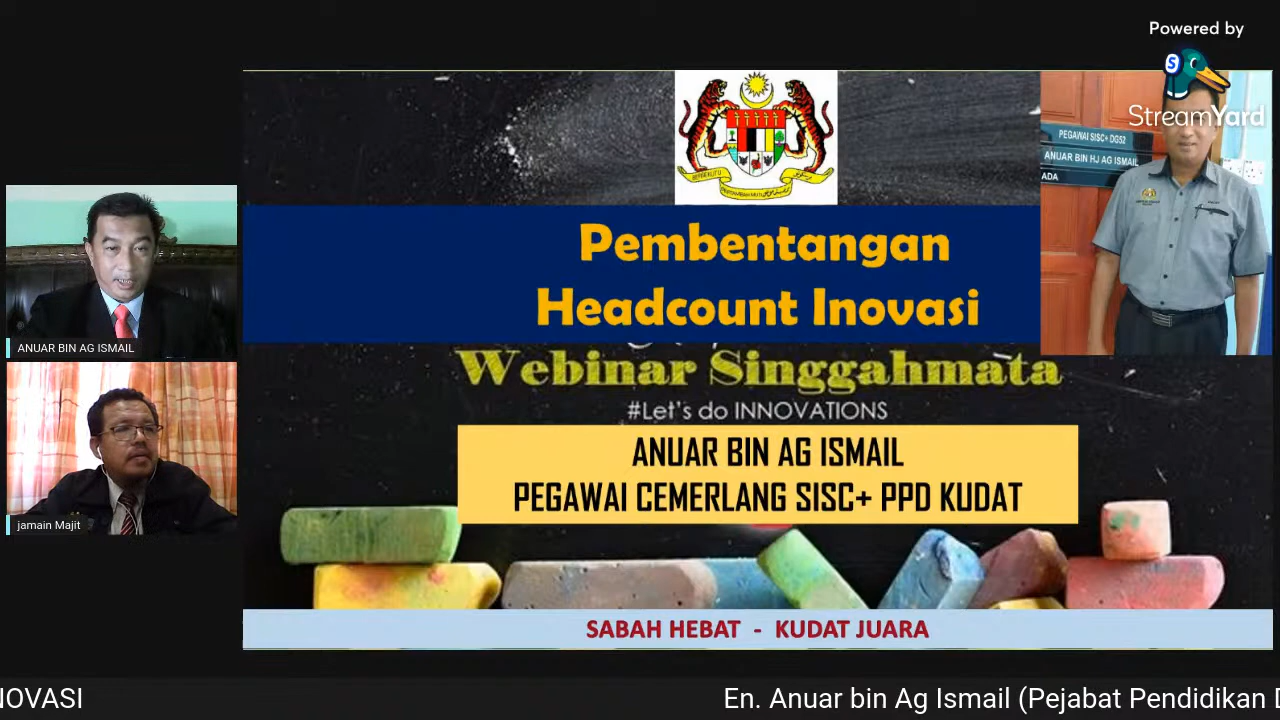 Powered by
StreamYard
PEGAWAI SISC+ DG52
ANUAR BIN HJ AG ISMAIL
ADA
Pembentangan
Headcount Inovasi
Webinar Singgahmata
#Let's do INNOVATIONS
ANUAR BIN AG ISMAIL
PEGAWAI CEMERLANG SISC+ PPD KUDAT
SABAH HEBAT - KUDAT JUARA
ANUAR BIN AG ISMAIL
jamain Majit
NOVASI
En. Anuar bin Ag Ismail (Pejabat Pendidikan D